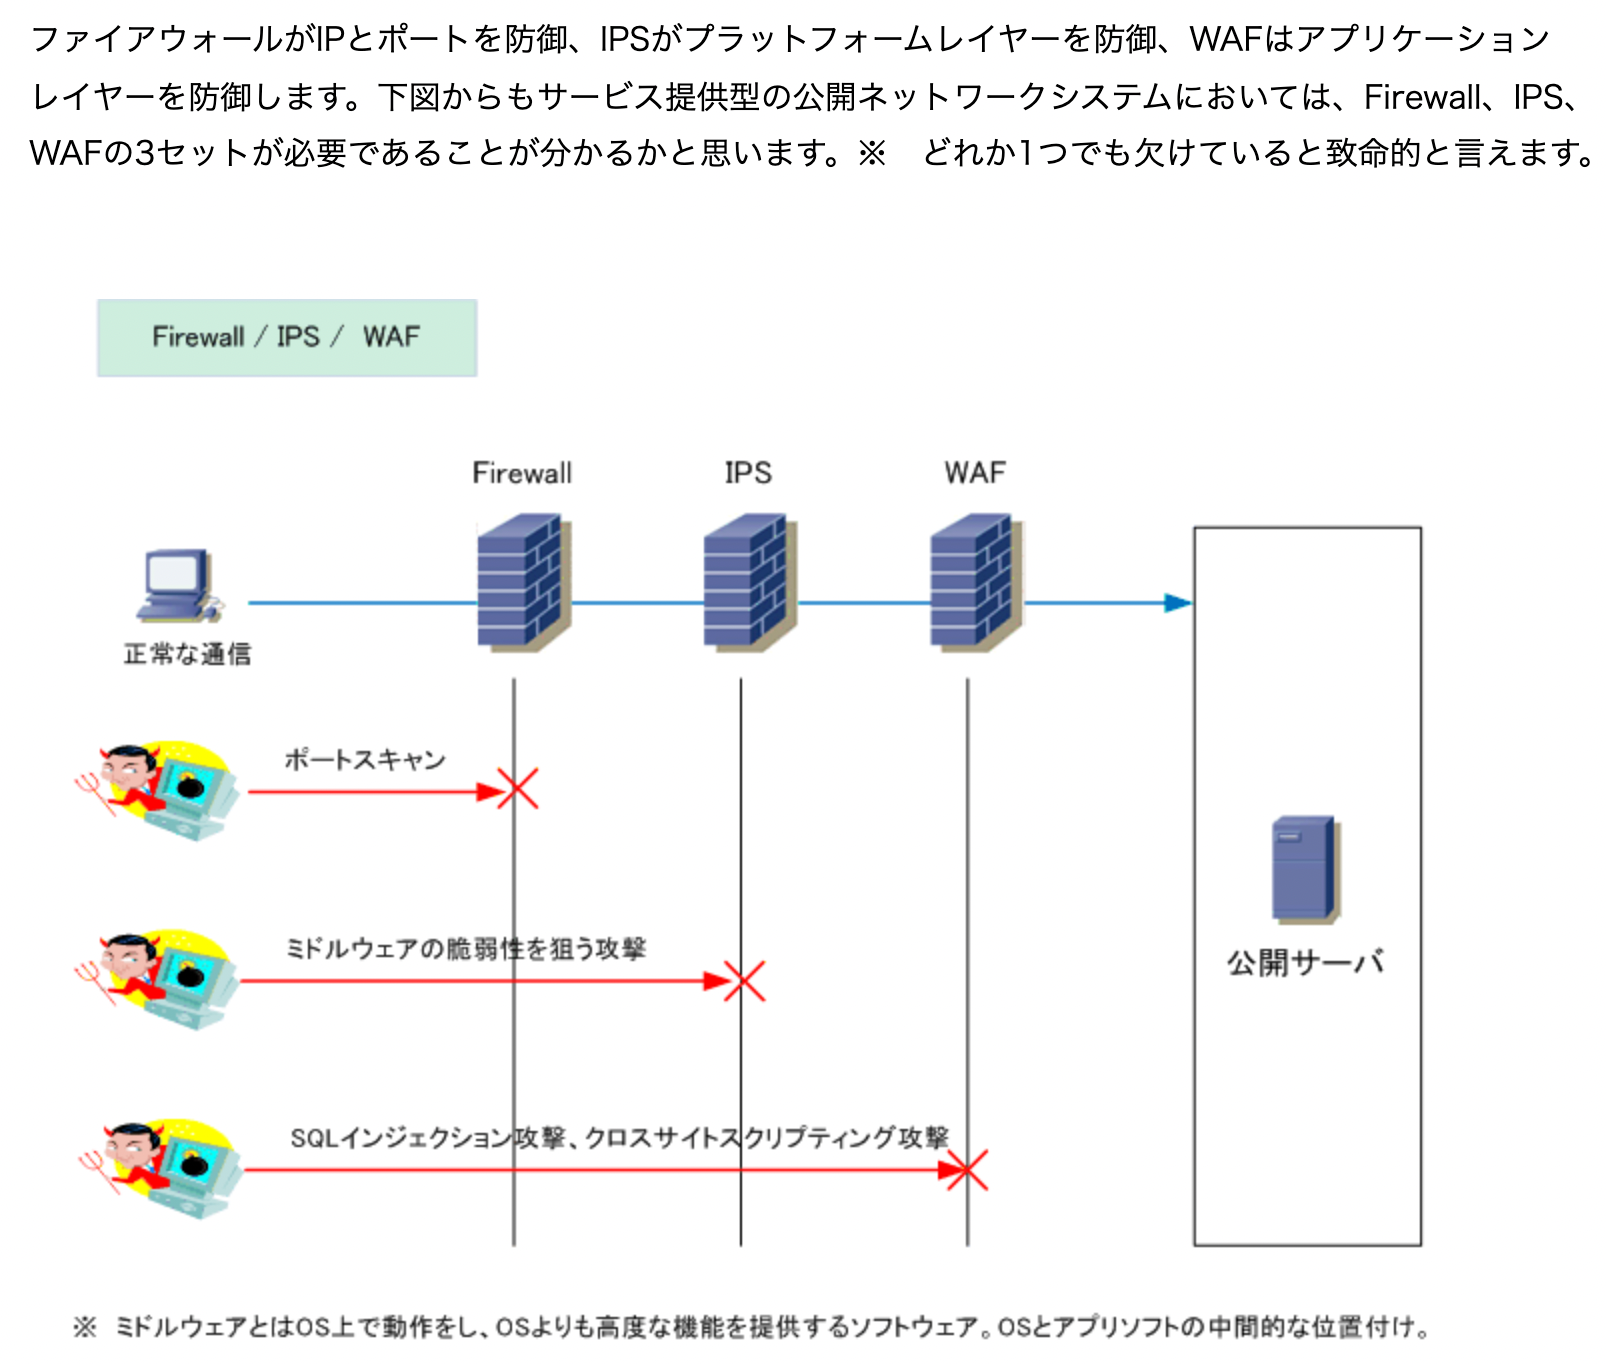 ファイアウォールがIPとポートを防御、IPSがプラットフォームレイヤーを防御、WAFはアプリケーション
レイヤーを防御します。下図からもサービス提供型の公開ネットワークシステムにおいては、Firewall、IPS、
WAFの3セットが必要であることが分かるかと思います。※　どれか1つでも欠けていると致命的と言えます。
Firewall / IPS / WAF
Firewall
IPS
WAF
正常な通信
ポートスキャン
ミドルウェアの脆弱性を狙う攻撃
公開サーバ
SQLインジェクション攻撃、クロスサイトスクリプティング攻撃
※ ミドルウェアとはOS上で動作をし、OSよりも高度な機能を提供するソフトウェア。OSとアプリソフトの中間的な位置付け。